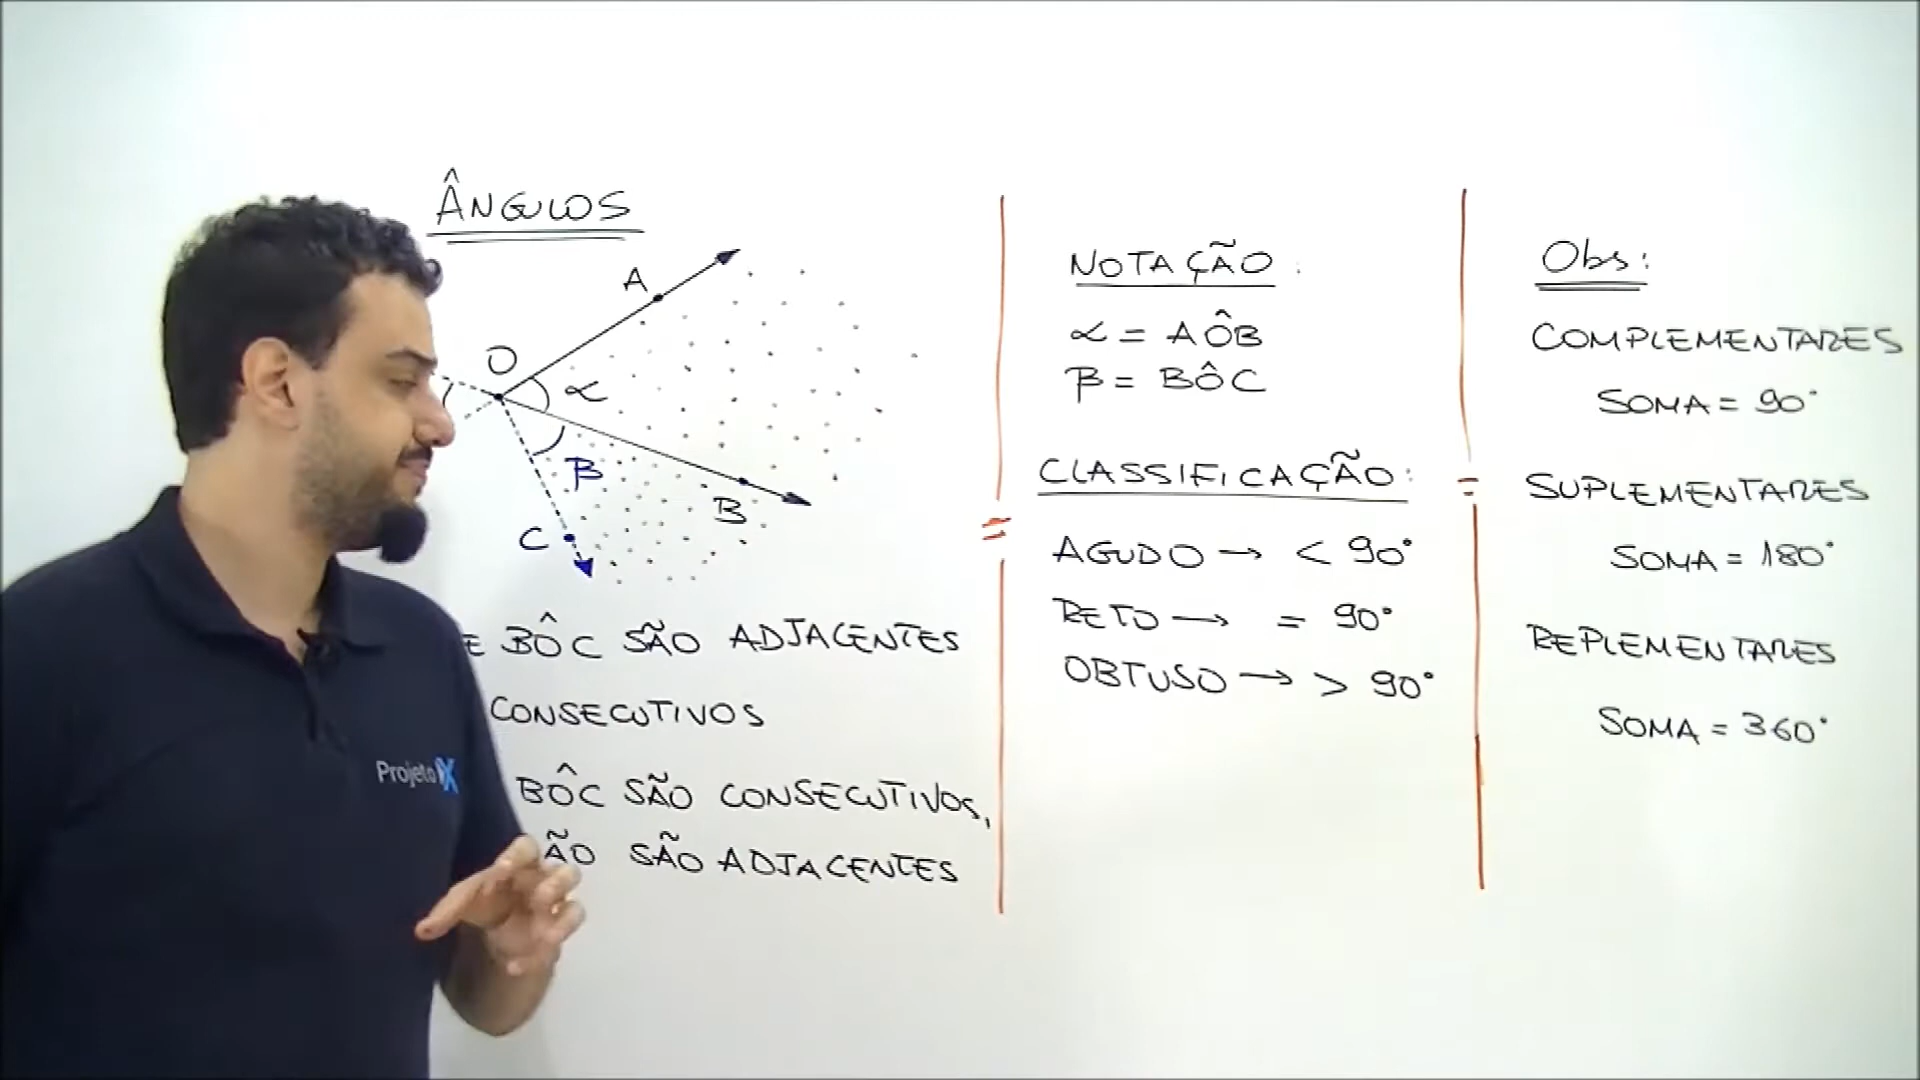 ÂNGULOS
A
O
α
β
B
C
E BÔC SÃO ADJACENTES
CONSECUTIVOS
BÔC SÃO CONSECUTIVOS,
ÃO SÃO ADJACENTES
Projeto X
NOTAÇÃO:
α = AÔB
β = BÔC
CLASSIFICAÇÃO:
AGUDO → < 90°
RETO → = 90°
OBTUSO → > 90°
Obs:
COMPLEMENTARES
SOMA = 90°
SUPLEMENTARES
SOMA = 180°
REPLEMENTARES
SOMA = 360°